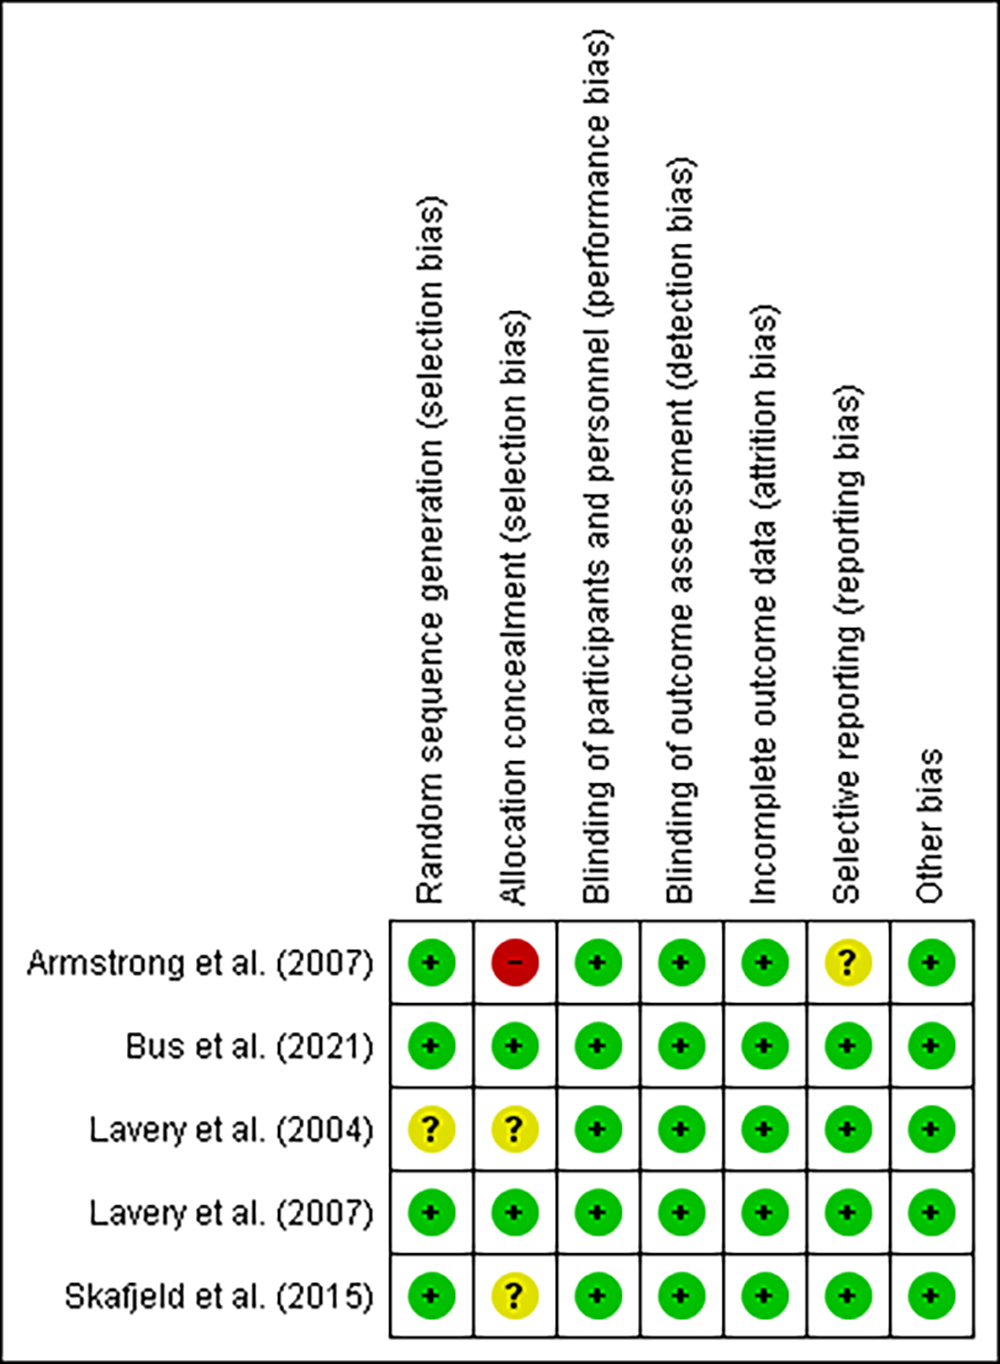 Random sequence generation (selection bias)
Allocation concealment (selection bias)
Blinding of participants and personnel (performance bias)
Blinding of outcome assessment (detection bias)
Incomplete outcome data (attrition bias)
Selective reporting (reporting bias)
Other bias
Armstrong et al. (2007) + - + + + ? +
Bus et al. (2021) + + + + + + +
Lavery et al. (2004) ? ? + + + + +
Lavery et al. (2007) + + + + + + +
Skafjeld et al. (2015) + ? + + + + +